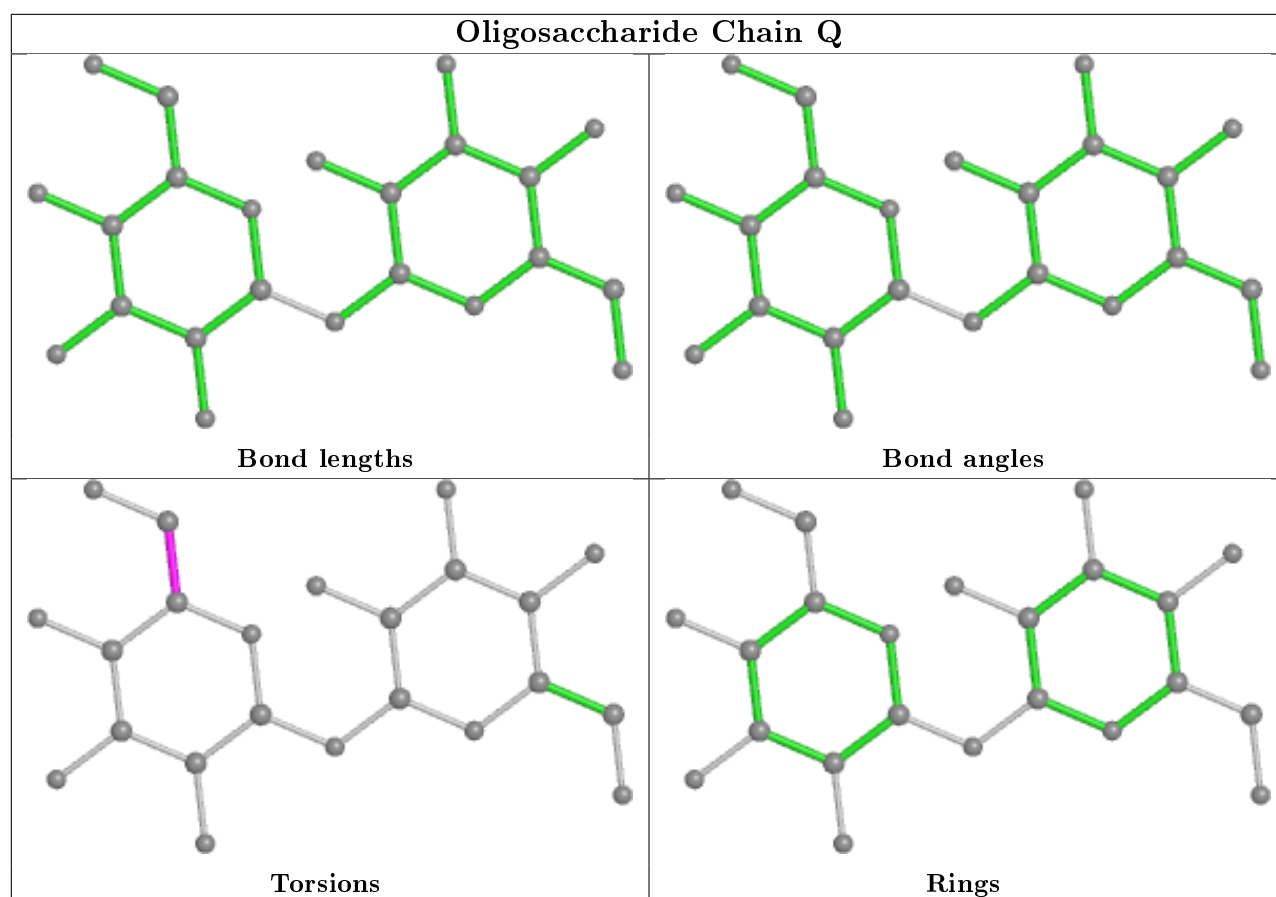 Oligosaccharide Chain Q
Bond lengths
Bond angles
Torsions
Rings